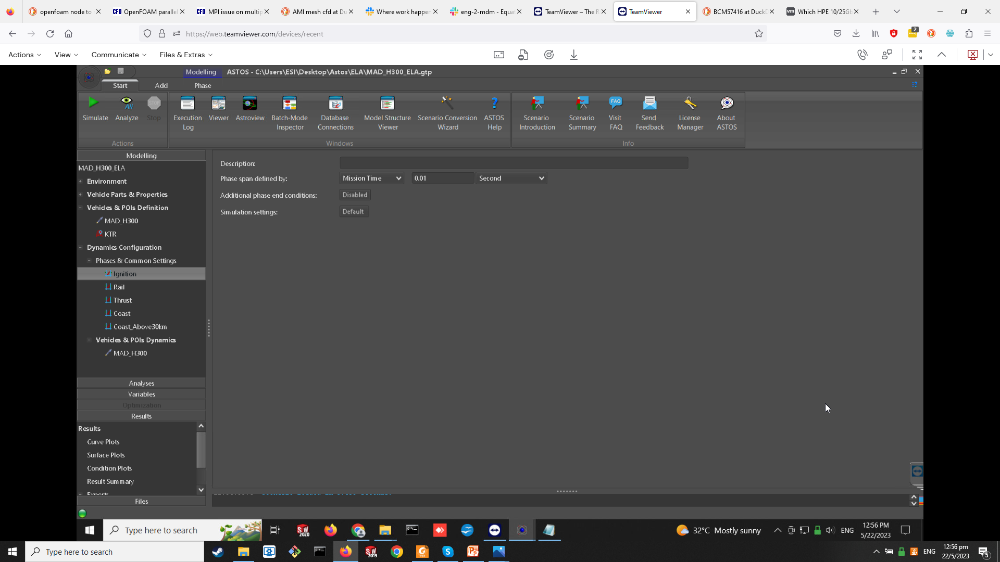 openfoam node to
OpenFOAM parallel
MPI issue on multip
AMI mesh cfd at Du
Where work happen
eng-2-mdm - Equat
TeamViewer – The R
TeamViewer
BCM57416 at DuckD
Which HPE 10/25Gb
https://web.teamviewer.com/devices/recent
2
Actions
View
Communicate
Files & Extras
Modelling
ASTOS - C:\Users\ESI\Desktop\Astos\ELA\MAD_H300_ELA.gtp
Start
Add
Phase
Simulate
Analyze
Stop
Execution Log
Viewer
Astroview
Batch-Mode Inspector
Database Connections
Model Structure Viewer
Scenario Conversion Wizard
ASTOS Help
Scenario Introduction
Scenario Summary
Visit FAQ
Send Feedback
License Manager
About ASTOS
Actions
Windows
Info
Modelling
MAD_H300_ELA
Environment
Vehicle Parts & Properties
Vehicles & POIs Definition
MAD_H300
KTR
Dynamics Configuration
Phases & Common Settings
Ignition
Rail
Thrust
Coast
Coast_Above30km
Vehicles & POIs Dynamics
MAD_H300
Analyses
Variables
Optimization
Results
Results
Curve Plots
Surface Plots
Condition Plots
Result Summary
Exports
Files
Description:
Phase span defined by:
Mission Time
0.01
Second
Additional phase end conditions:
Disabled
Simulation settings:
Default
Type here to search
32°C Mostly sunny
ENG
12:56 PM
5/22/2023
Type here to search
ENG
12:56 pm
22/5/2023
5